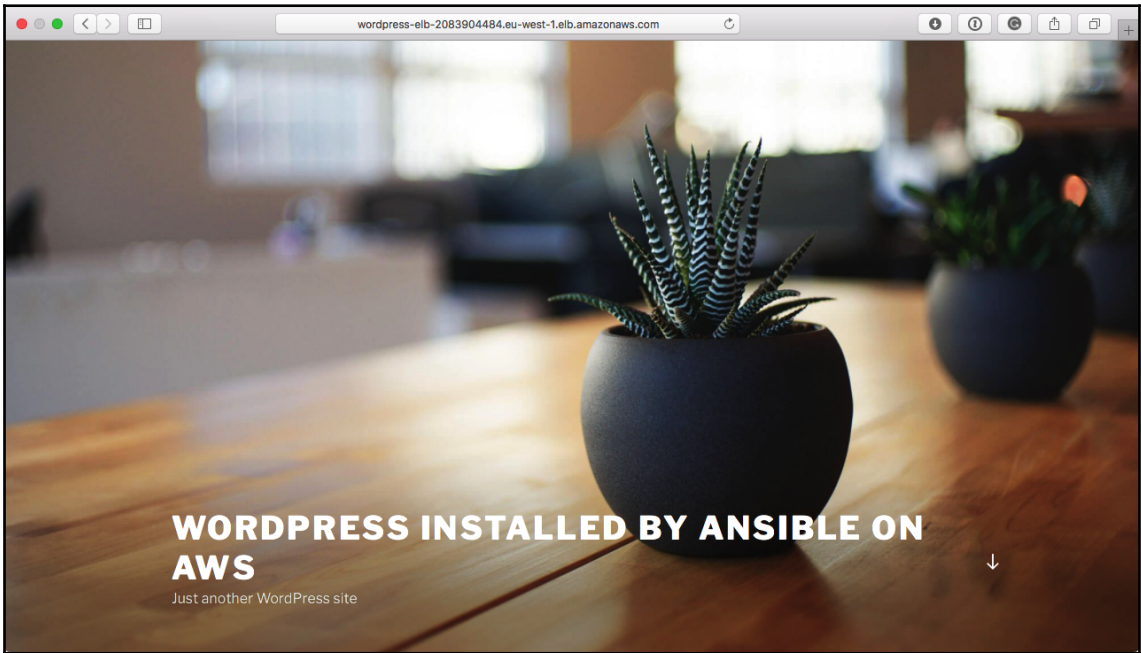 wordpress-elb-2083904484.eu-west-1.elb.amazonaws.com
WORDPRESS INSTALLED BY ANSIBLE ON
AWS
Just another WordPress site